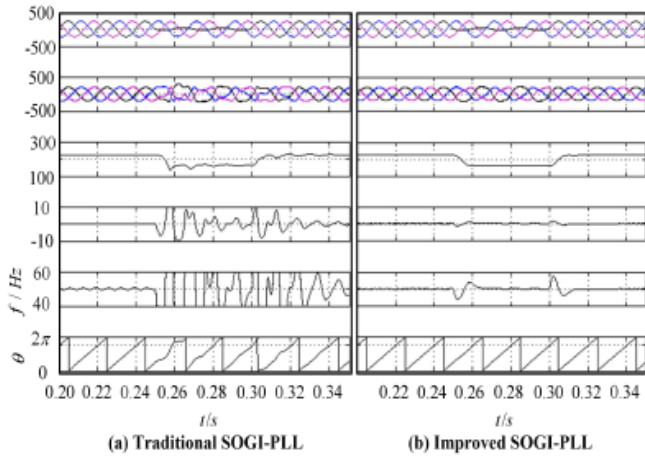 500
-500
500
-500
300
100
10
-10
f / Hz
60
40
θ
2π
0
0.20 0.22 0.24 0.26 0.28 0.30 0.32 0.34
0.22 0.24 0.26 0.28 0.30 0.32 0.34
t/s
t/s
(a) Traditional SOGI-PLL
(b) Improved SOGI-PLL